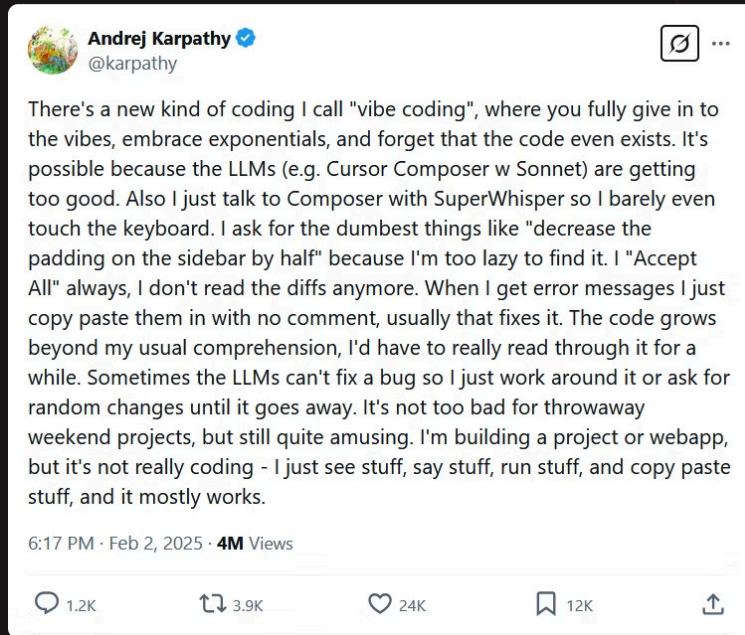 Andrej Karpathy
@karpathy
There's a new kind of coding I call "vibe coding", where you fully give in to
the vibes, embrace exponentials, and forget that the code even exists. It's
possible because the LLMs (e.g. Cursor Composer w Sonnet) are getting
too good. Also I just talk to Composer with SuperWhisper so I barely even
touch the keyboard. I ask for the dumbest things like "decrease the
padding on the sidebar by half" because I'm too lazy to find it. I "Accept
All" always, I don't read the diffs anymore. When I get error messages I just
copy paste them in with no comment, usually that fixes it. The code grows
beyond my usual comprehension, I'd have to really read through it for a
while. Sometimes the LLMs can't fix a bug so I just work around it or ask for
random changes until it goes away. It's not too bad for throwaway
weekend projects, but still quite amusing. I'm building a project or webapp,
but it's not really coding - I just see stuff, say stuff, run stuff, and copy paste
stuff, and it mostly works.
6:17 PM · Feb 2, 2025 · 4M Views
1.2K 3.9K 24K 12K